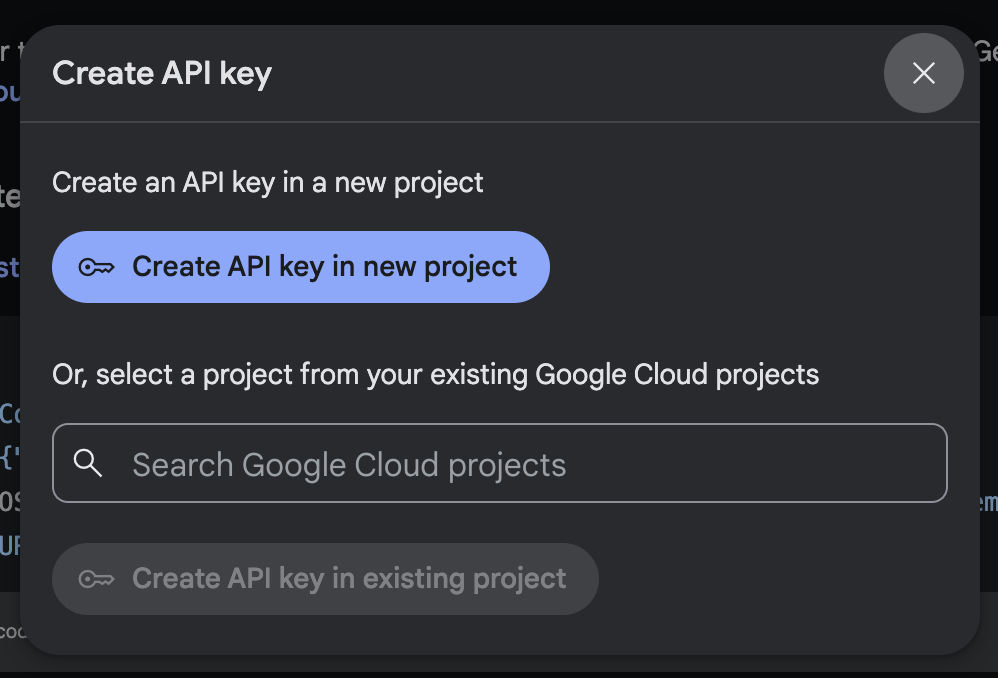 Create API key
Create an API key in a new project
Create API key in new project
Or, select a project from your existing Google Cloud projects
Search Google Cloud projects
Create API key in existing project